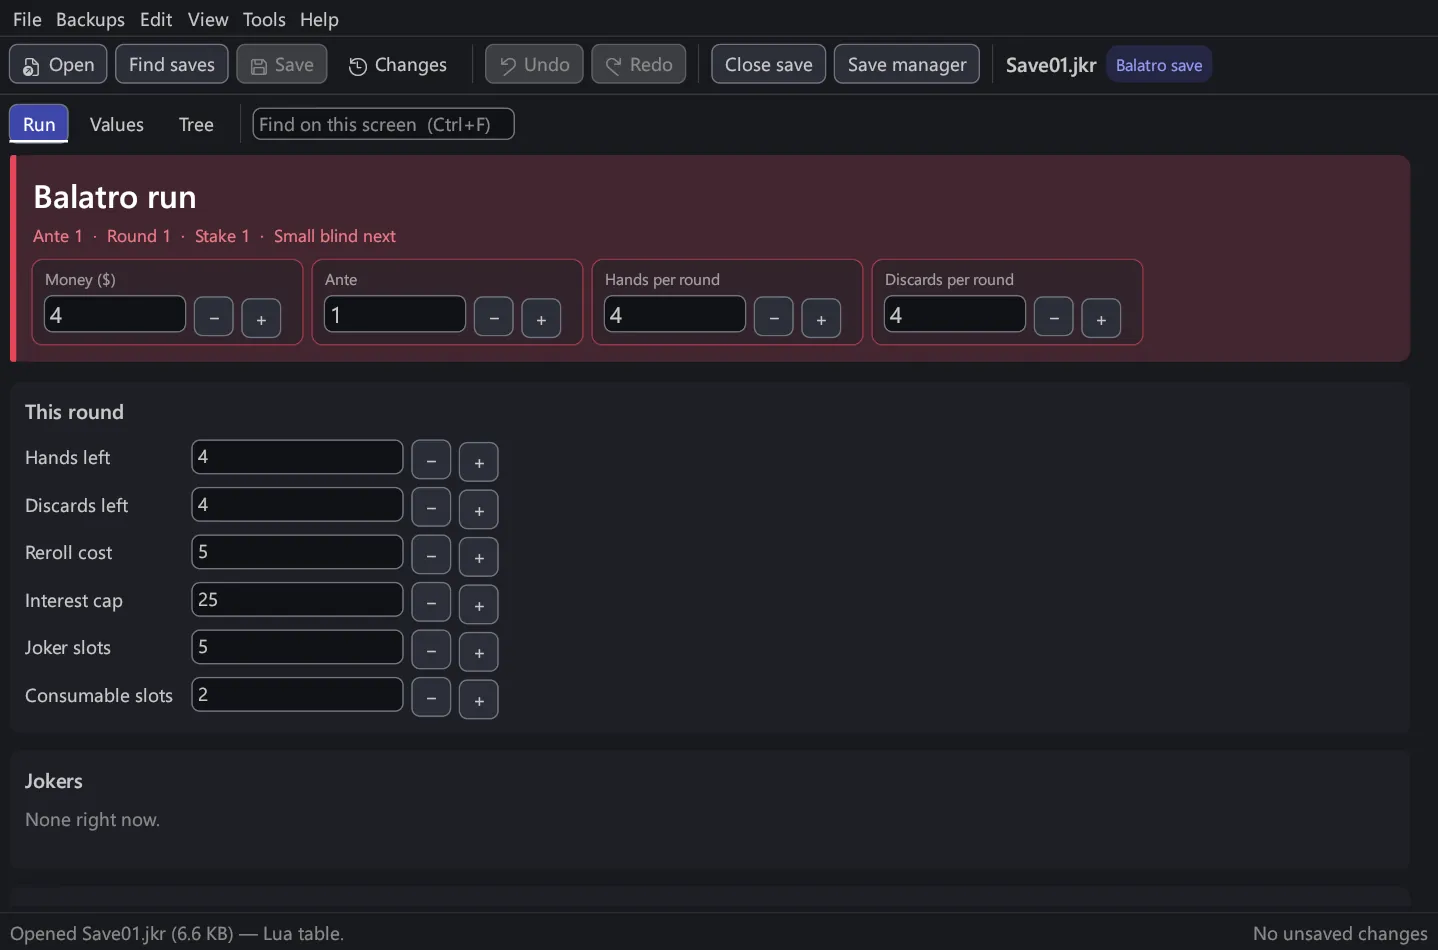 File Backups Edit View Tools Help
Open Find saves Save Changes Undo Redo Close save Save manager Save01.jkr Balatro save
Run Values Tree Find on this screen (Ctrl+F)
Balatro run
Ante 1 · Round 1 · Stake 1 · Small blind next
Money ($) Ante Hands per round Discards per round
4 − + 1 − + 4 − + 4 − +
This round
Hands left 4 − +
Discards left 4 − +
Reroll cost 5 − +
Interest cap 25 − +
Joker slots 5 − +
Consumable slots 2 − +
Jokers
None right now.
Opened Save01.jkr (6.6 KB) — Lua table. No unsaved changes